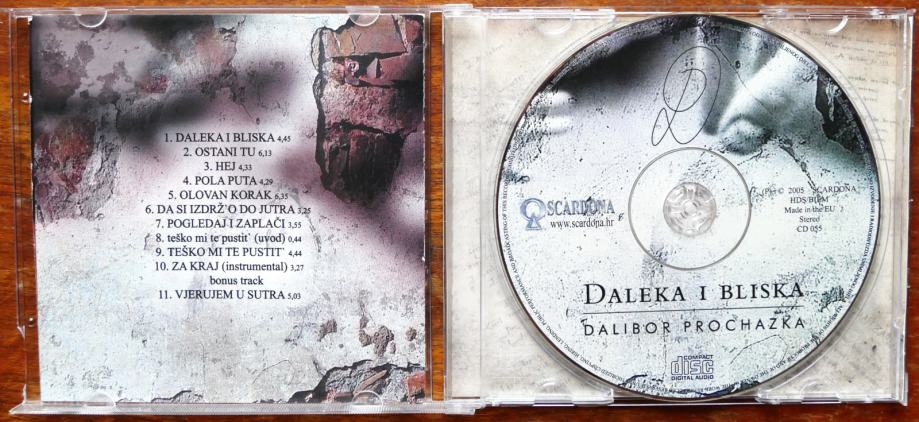 1. DALEKA I BLISKA 4,45
2. OSTANI TU 6,13
3. HEJ 4,33
4. POLA PUTA 4,29
5. OLOVAN KORAK 6,35
6. DA SI IZDRŽ`O DO JUTRA 3,25
7. POGLEDAJ I ZAPLAČI 3,55
8. teško mi te pustit` (uvod) 0,44
9. TEŠKO MI TE PUSTIT` 4,44
10. ZA KRAJ (instrumental) 3,27
bonus track
11. VJERUJEM U SUTRA 5,03
SCARDONA
www.scardona.hr
(P) © 2005 SCARDONA
HDS/BIEM
Made in the EU
Stereo
CD 055
DALEKA I BLISKA
DALIBOR PROCHAZKA
COMPACT
disc
DIGITAL AUDIO